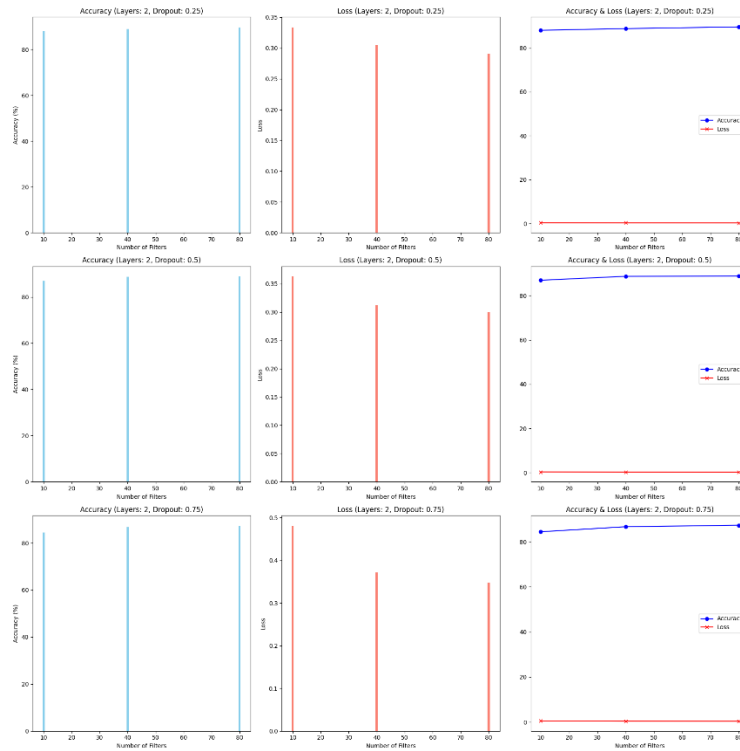 Accuracy (Layers: 2, Dropout: 0.25)
Accuracy (%)
80
60
40
20
0
10 20 30 40 50 60 70 80
Number of Filters
Loss (Layers: 2, Dropout: 0.25)
Loss
0.35
0.30
0.25
0.20
0.15
0.10
0.05
0.00
10 20 30 40 50 60 70 80
Number of Filters
Accuracy & Loss (Layers: 2, Dropout: 0.25)
80
60
40
20
0
Accurac
Loss
10 20 30 40 50 60 70 80
Number of Filters
Accuracy (Layers: 2, Dropout: 0.5)
Accuracy (%)
80
60
40
20
0
10 20 30 40 50 60 70 80
Number of Filters
Loss (Layers: 2, Dropout: 0.5)
Loss
0.35
0.30
0.25
0.20
0.15
0.10
0.05
0.00
10 20 30 40 50 60 70 80
Number of Filters
Accuracy & Loss (Layers: 2, Dropout: 0.5)
80
60
40
20
0
Accurac
Loss
10 20 30 40 50 60 70 80
Number of Filters
Accuracy (Layers: 2, Dropout: 0.75)
Accuracy (%)
80
60
40
20
0
10 20 30 40 50 60 70 80
Number of Filters
Loss (Layers: 2, Dropout: 0.75)
Loss
0.5
0.4
0.3
0.2
0.1
0.0
10 20 30 40 50 60 70 80
Number of Filters
Accuracy & Loss (Layers: 2, Dropout: 0.75)
80
60
40
20
0
Accurac
Loss
10 20 30 40 50 60 70 80
Number of Filters